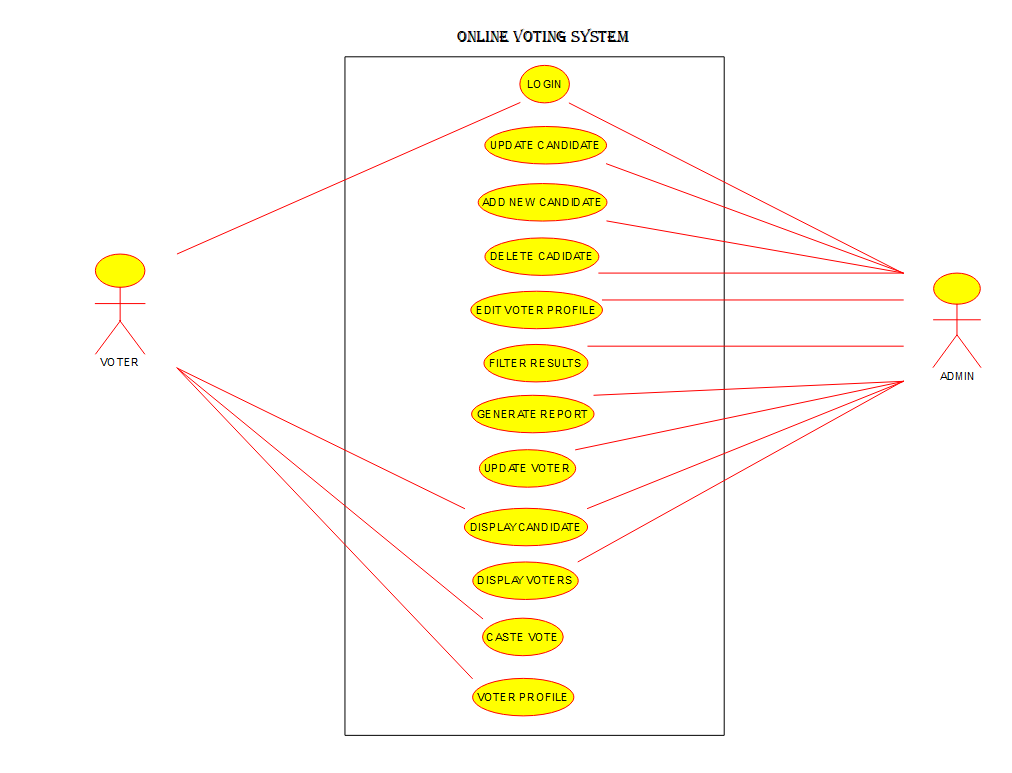 ONLINE VOTING SYSTEM
LOGIN
UPDATE CANDIDATE
ADD NEW CANDIDATE
DELETE CADIDATE
EDIT VOTER PROFILE
VOTER
FILTER RESULTS
ADMIN
GENERATE REPORT
UPDATE VOTER
DISPLAY CANDIDATE
DISPLAY VOTERS
CASTE VOTE
VOTER PROFILE